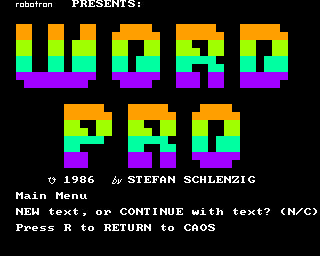 robotron PRESENTS:
WORD
PRO
© 1986 by STEFAN SCHLENZIG
Main Menu
NEW text, or CONTINUE with text? (N/C)
Press R to RETURN to CAOS